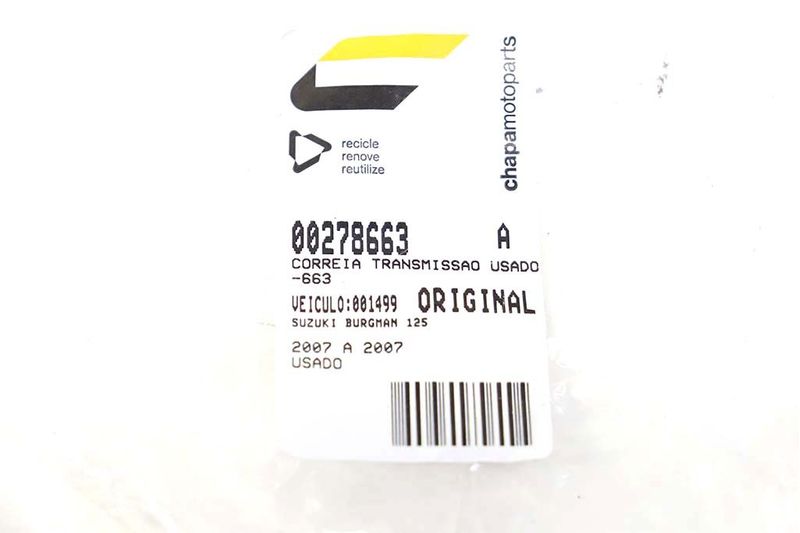 chapamotoparts
recicle
renove
reutilize
00278663 A
CORREIA TRANSMISSAO USADO
-663
VEICULO:001499 ORIGINAL
SUZUKI BURGMAN 125
2007 A 2007
USADO